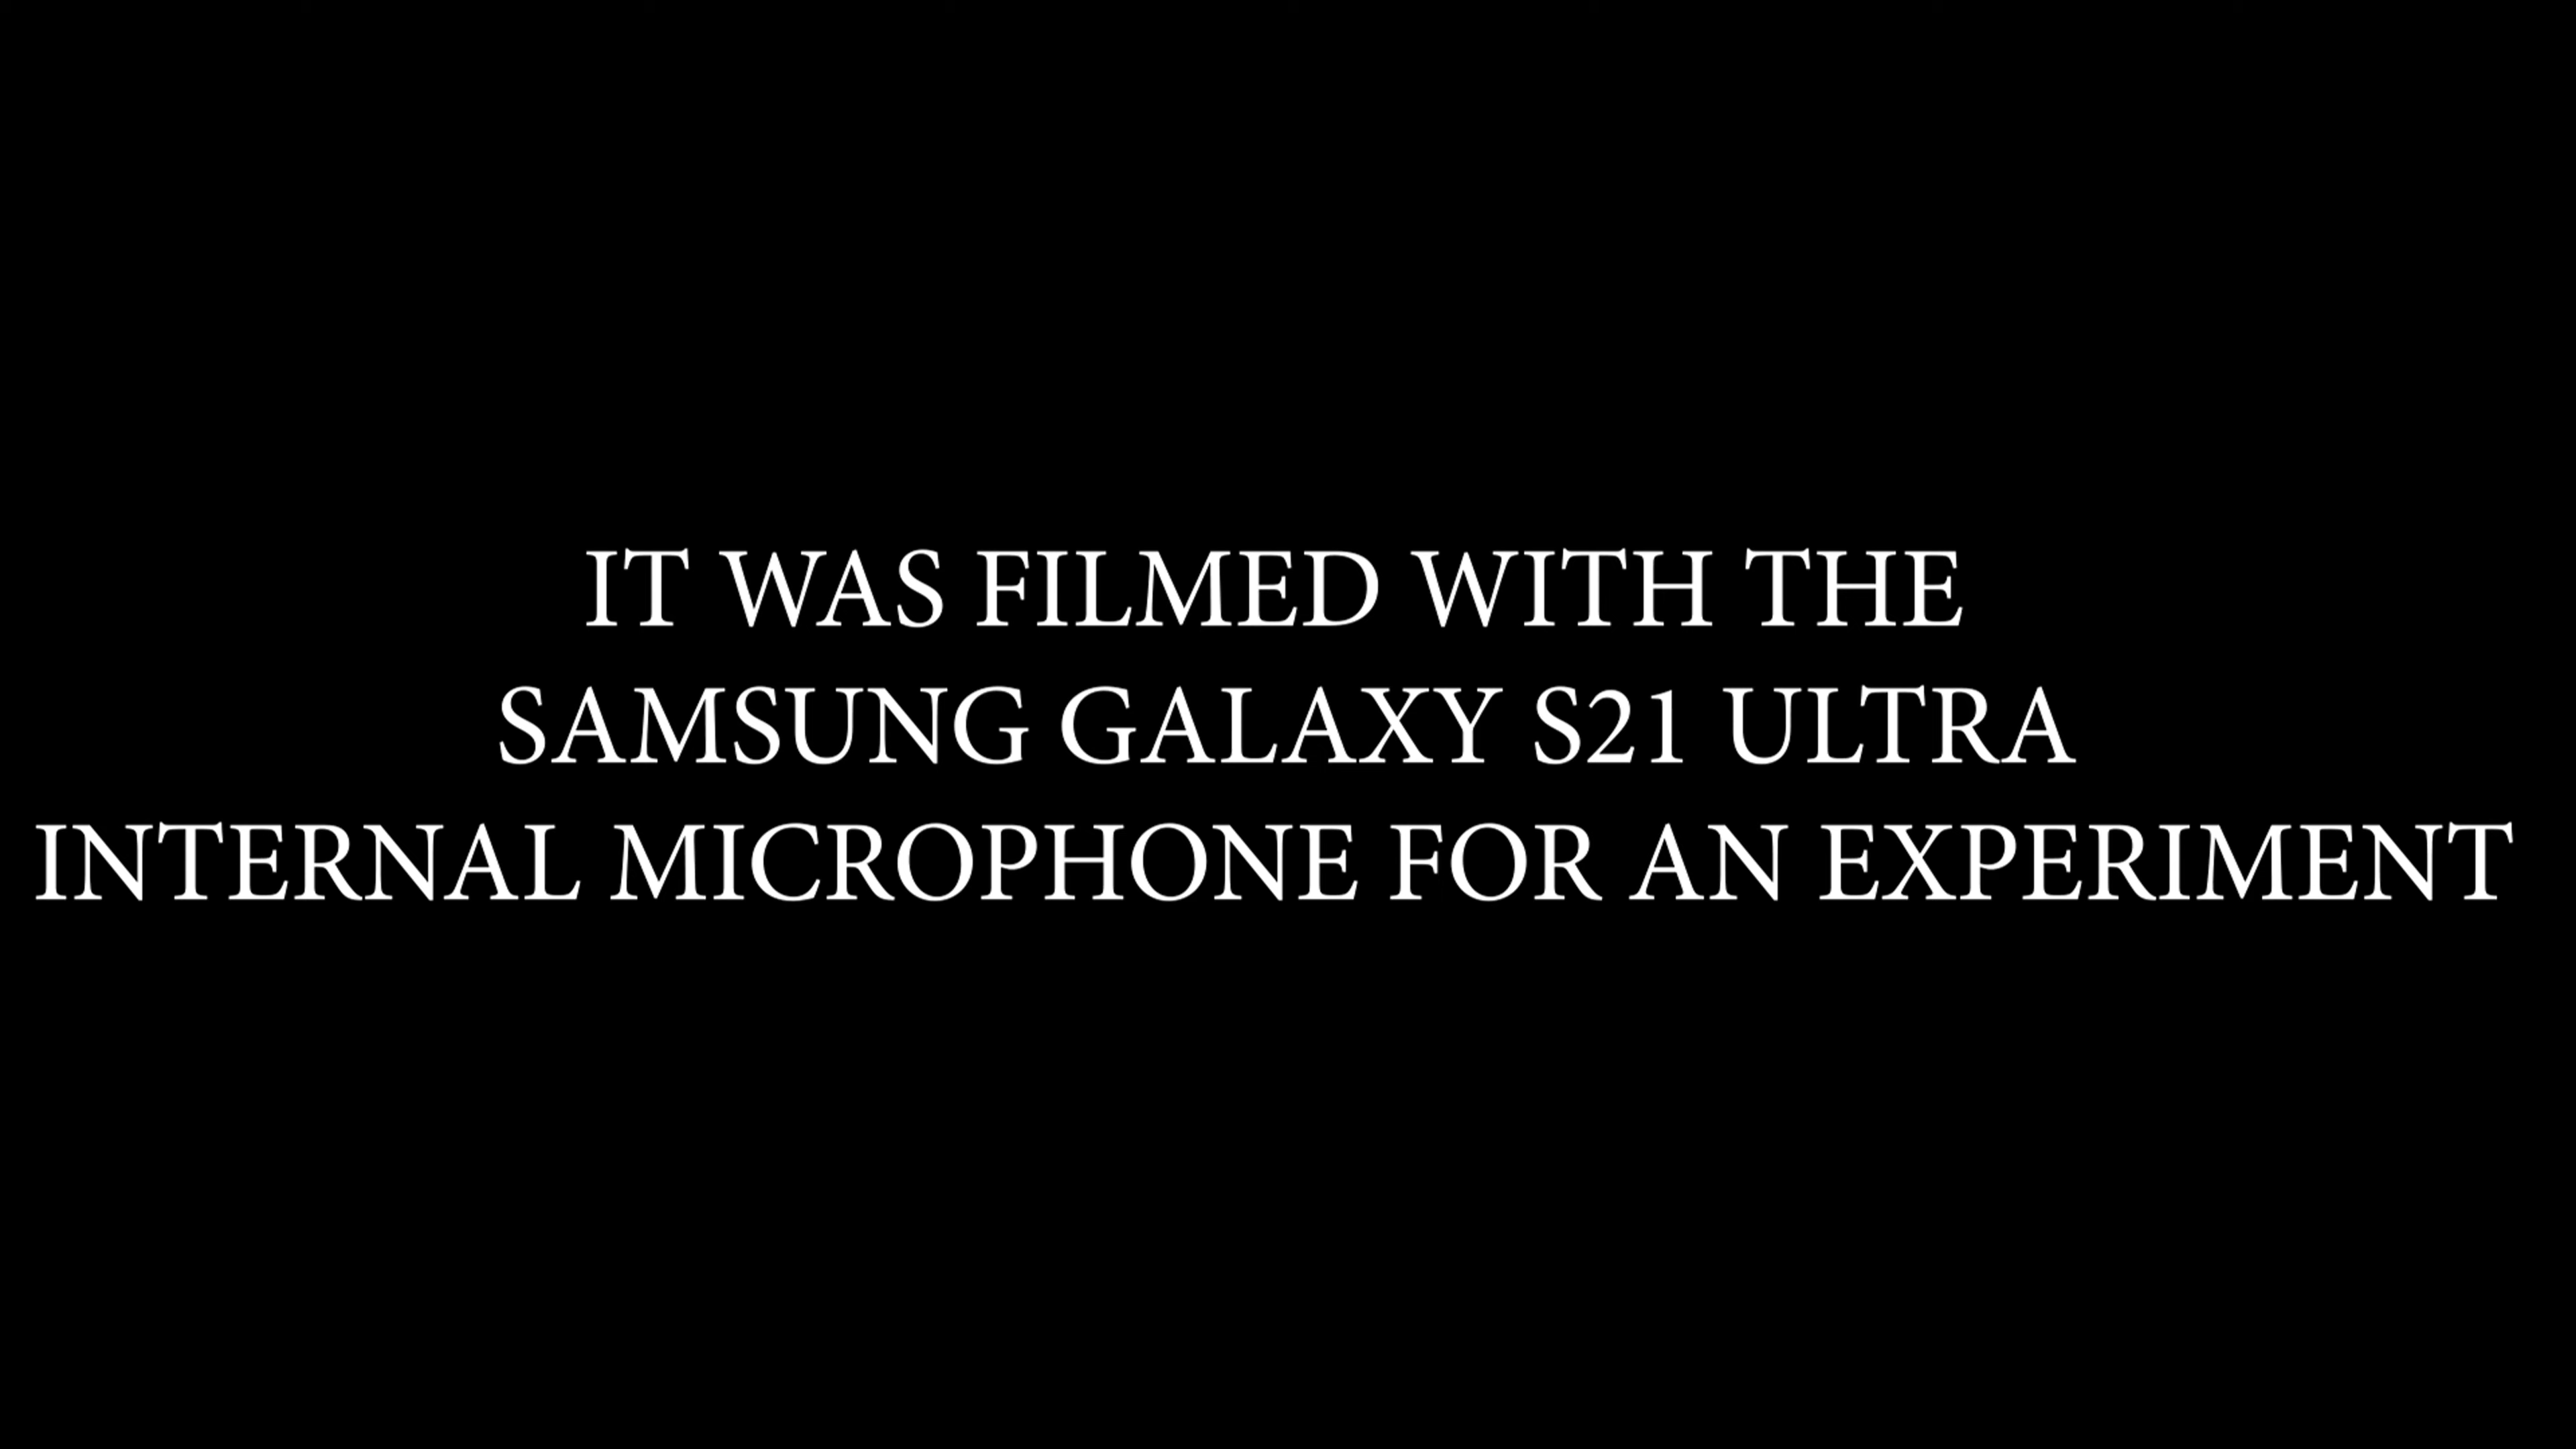 IT WAS FILMED WITH THE
SAMSUNG GALAXY S21 ULTRA
INTERNAL MICROPHONE FOR AN EXPERIMENT